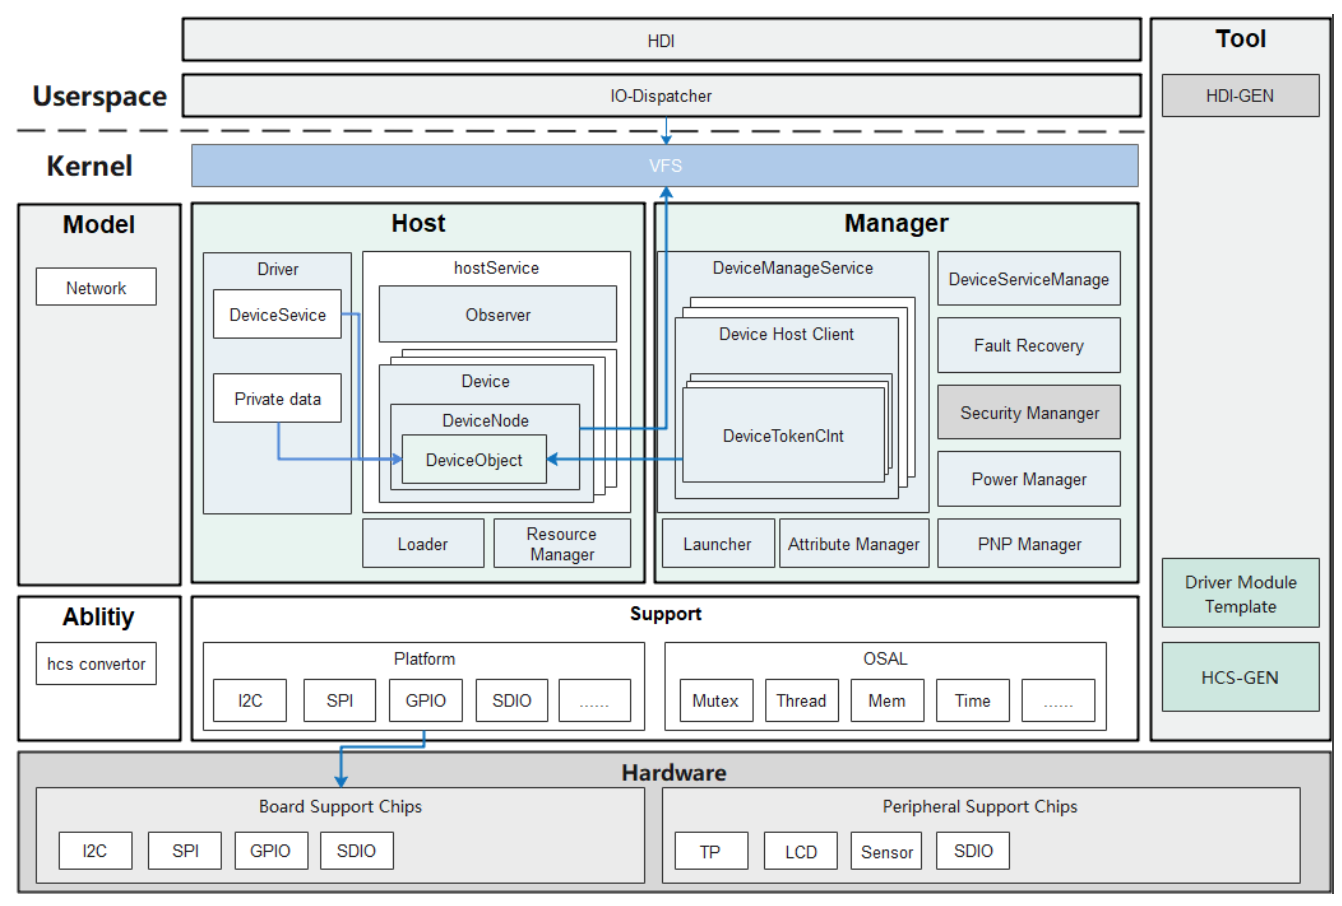 HDI
Userspace
IO-Dispatcher
Kernel
VFS
Tool
HDI-GEN
Driver Module
Template
HCS-GEN
Model
Network
Host
Driver
DeviceSevice
Private data
hostService
Observer
Device
DeviceNode
DeviceObject
Loader
Resource
Manager
Manager
DeviceManageService
Device Host Client
DeviceTokenClnt
Launcher
Attribute Manager
DeviceServiceManage
Fault Recovery
Security Mananger
Power Manager
PNP Manager
Ablitiy
hcs convertor
Support
Platform
I2C
SPI
GPIO
SDIO
......
OSAL
Mutex
Thread
Mem
Time
......
Hardware
Board Support Chips
I2C
SPI
GPIO
SDIO
Peripheral Support Chips
TP
LCD
Sensor
SDIO